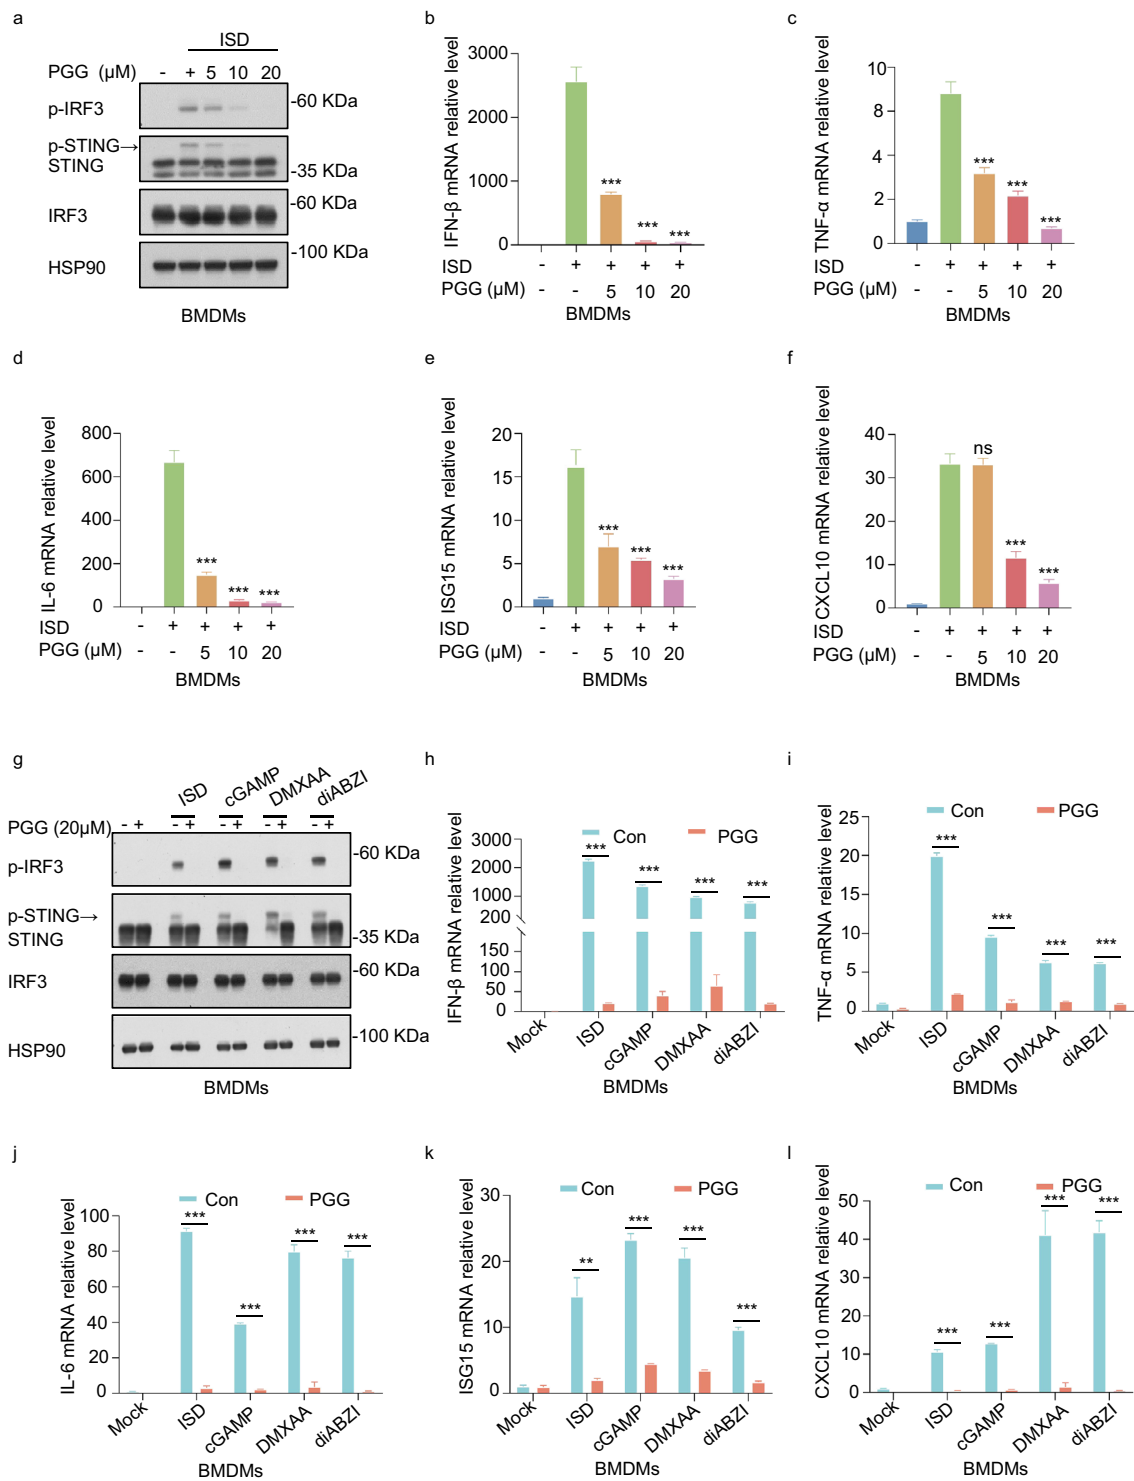 a
ISD
PGG (μM) - + 5 10 20
p-IRF3
-60 KDa
p-STING→
STING
-35 KDa
IRF3
-60 KDa
HSP90
-100 KDa
BMDMs
b
IFN-β mRNA relative level
3000
2000
1000
0
***
***
***
ISD - + + + +
PGG (μM) - - 5 10 20
BMDMs
c
TNF-α mRNA relative level
10
8
4
2
0
***
***
***
ISD - + + + +
PGG (μM) - - 5 10 20
BMDMs
d
IL-6 mRNA relative level
800
600
400
200
0
***
***
***
ISD - + + + +
PGG (μM) - - 5 10 20
BMDMs
e
ISG15 mRNA relative level
20
15
10
5
0
***
***
***
ISD - + + + +
PGG (μM) - - 5 10 20
BMDMs
f
CXCL10 mRNA relative level
40
30
20
10
0
ns
***
***
ISD - + + + +
PGG (μM) - - 5 10 20
BMDMs
g
ISD cGAMP DMXAA diABZI
PGG (20μM) - + - + - + - + - +
p-IRF3
-60 KDa
p-STING→
STING
-35 KDa
IRF3
-60 KDa
HSP90
-100 KDa
BMDMs
h
IFN-β mRNA relative level
Con PGG
3000
2000
1000
200
150
100
50
0
*** *** *** ***
Mock ISD cGAMP DMXAA diABZI
BMDMs
i
TNF-α mRNA relative level
Con PGG
25
20
15
10
5
0
*** *** *** ***
Mock ISD cGAMP DMXAA diABZI
BMDMs
j
IL-6 mRNA relative level
Con PGG
100
80
60
40
20
0
*** *** *** ***
Mock ISD cGAMP DMXAA diABZI
BMDMs
k
ISG15 mRNA relative level
Con PGG
30
20
10
0
** *** *** ***
Mock ISD cGAMP DMXAA diABZI
BMDMs
l
CXCL10 mRNA relative level
Con PGG
50
40
30
20
10
0
*** *** *** ***
Mock ISD cGAMP DMXAA diABZI
BMDMs